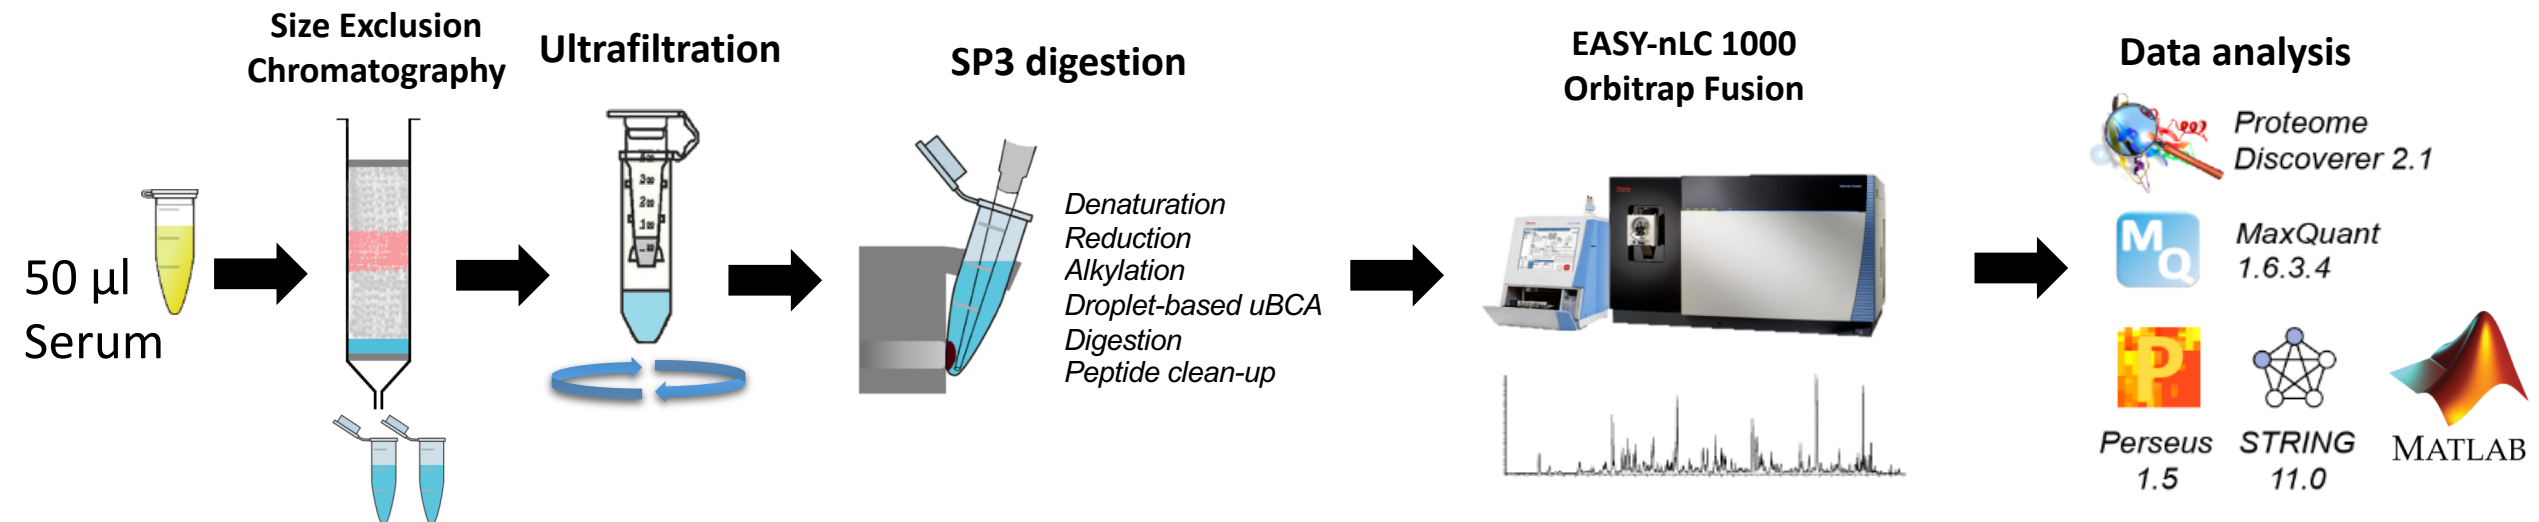 50 µl
Serum
Size Exclusion
Chromatography
Ultrafiltration
SP3 digestion
Denaturation
Reduction
Alkylation
Droplet-based uBCA
Digestion
Peptide clean-up
EASY-nLC 1000
Orbitrap Fusion
Data analysis
Proteome
Discoverer 2.1
MQ
MaxQuant
1.6.3.4
P
Perseus
1.5
STRING
11.0
MATLAB